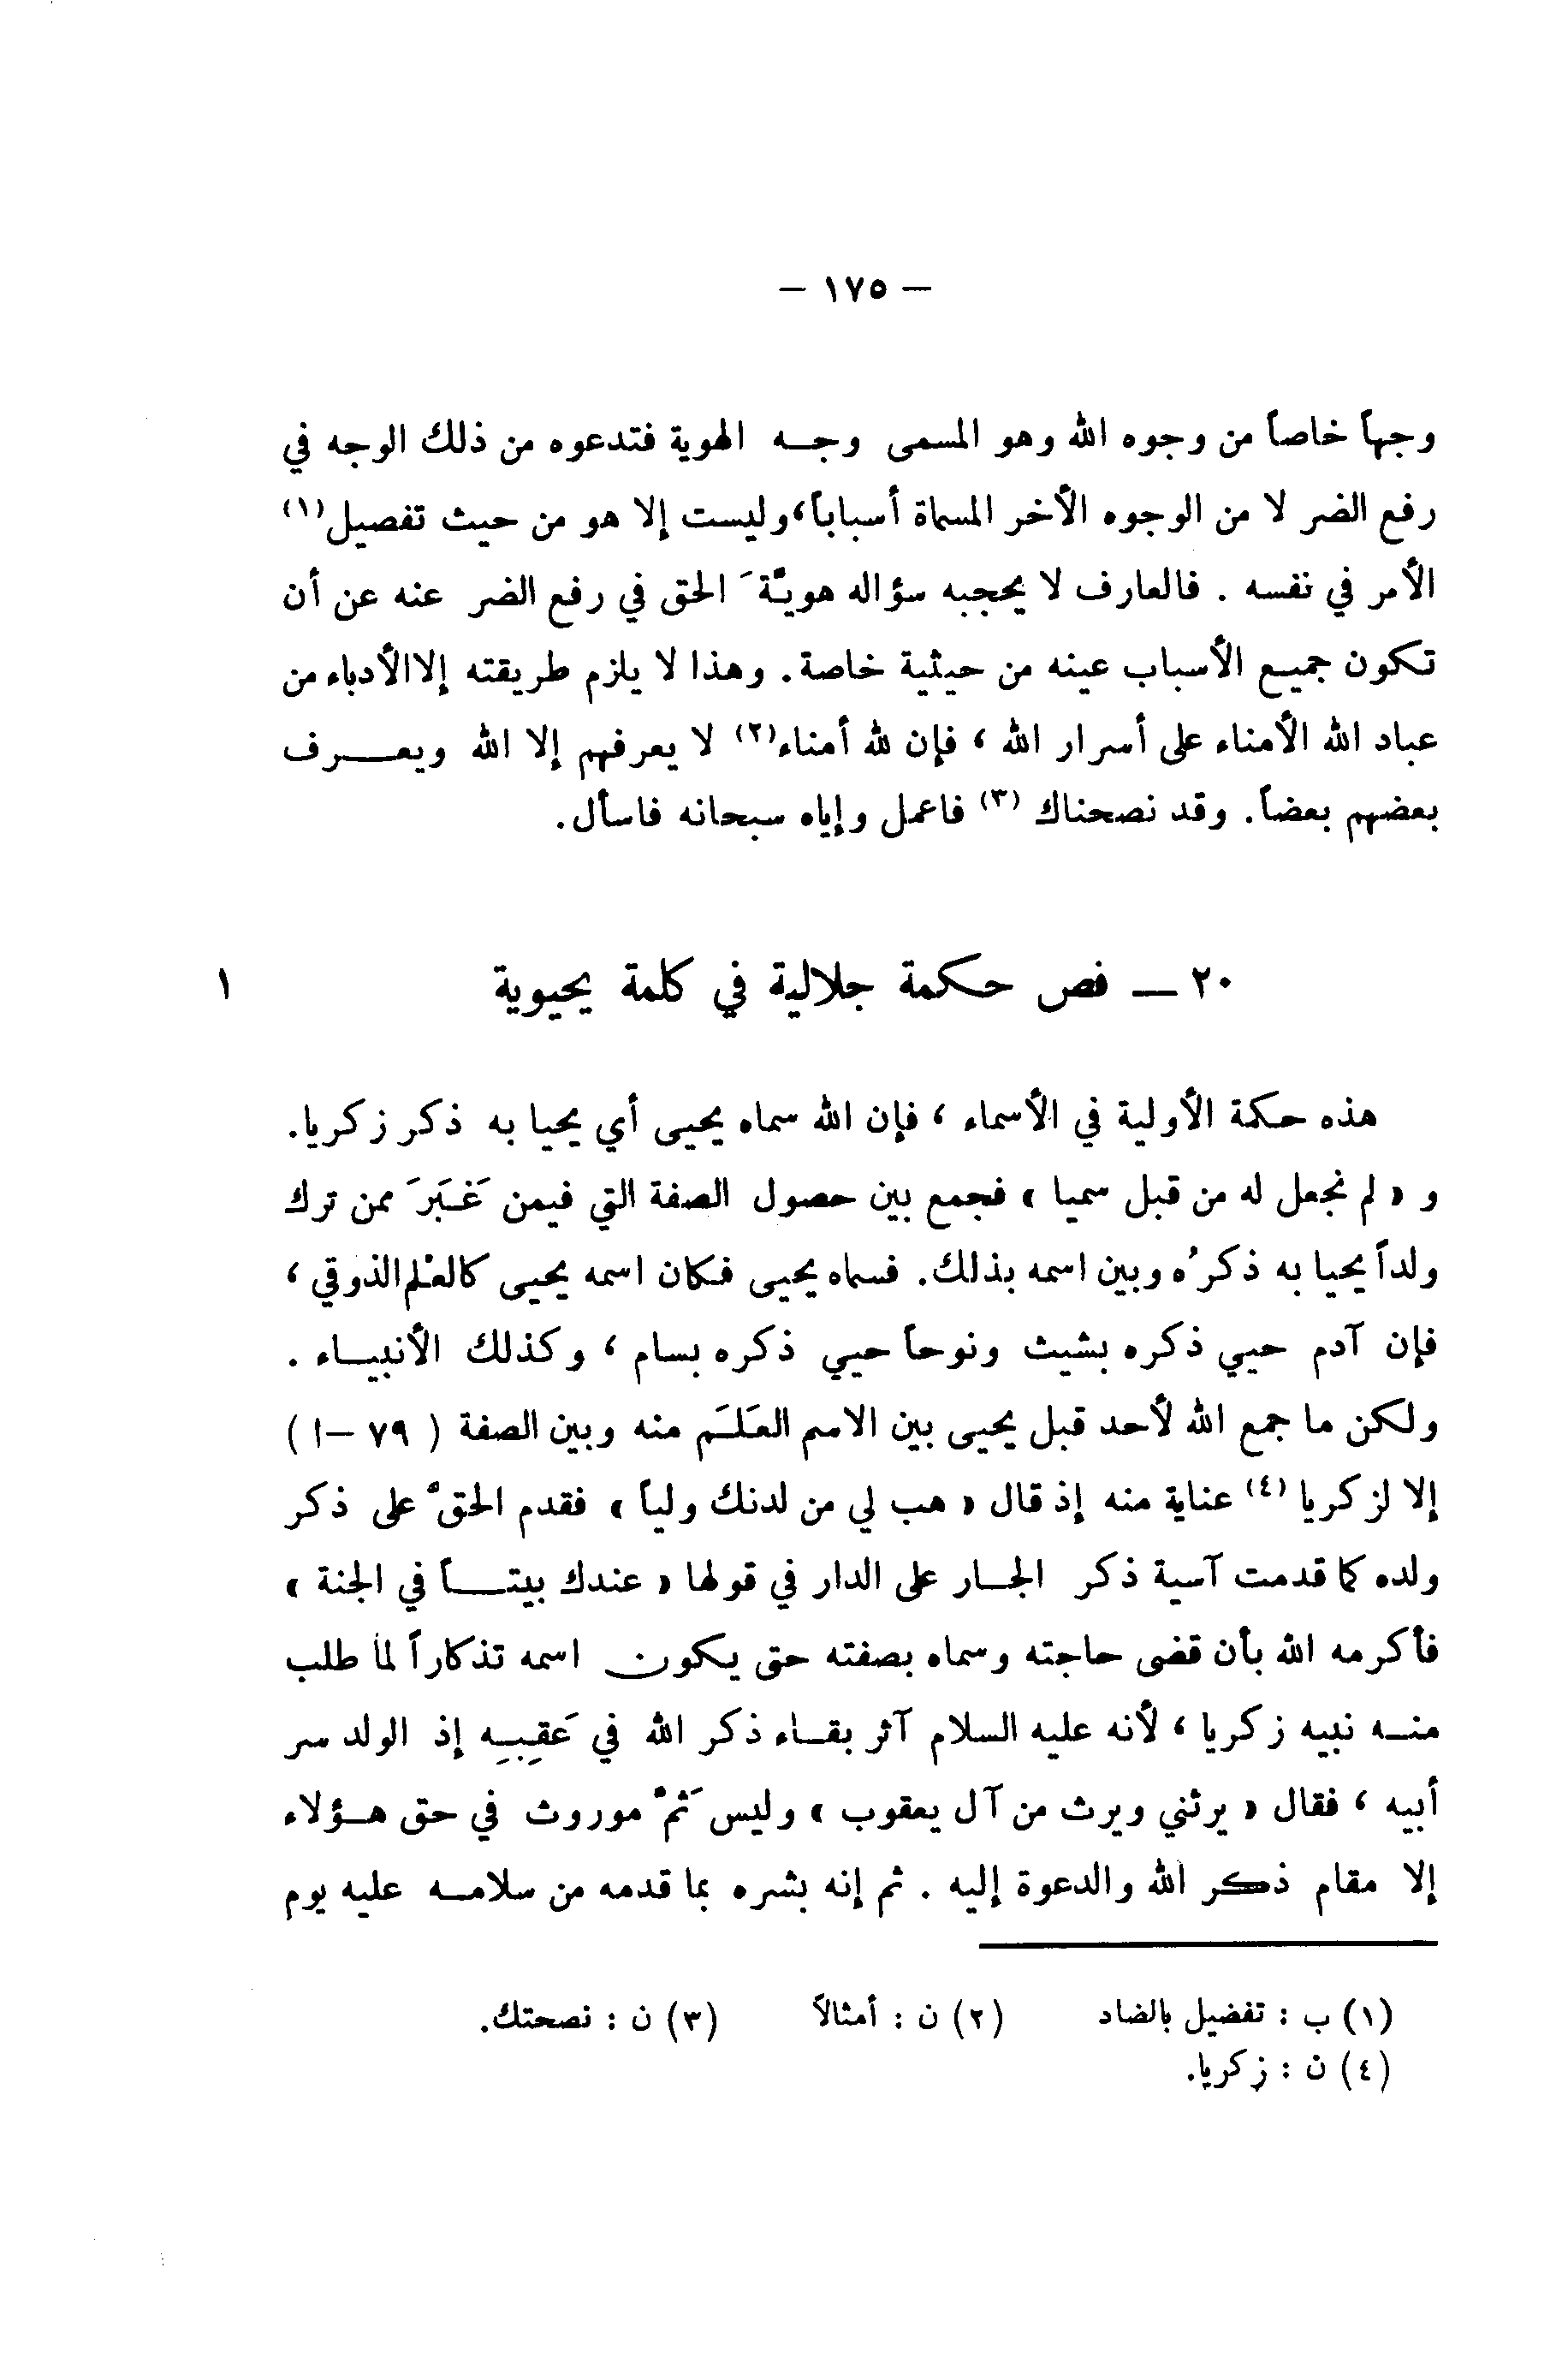 – ١٧٥ –
وجهاً خاصاً من وجوه الله وهو المسمى وجه الهوية فتدعوه من ذلك الوجه في
رفع الضر لا من الوجوه الأخر المسماة أسباباً، وليست إلا هو من حيث تفصيل(١)
الأمر في نفسه . فالعارف لا يحجبه سؤاله هويَّةَ الحق في رفع الضر عنه عن أن
تكون جميع الأسباب عينه من حيثية خاصة. وهذا لا يلزم طريقته إلا الأدباء من
عباد الله الأمناء على أسرار الله ، فإن لله أمناء(٢) لا يعرفهم إلا الله ويعرف
بعضهم بعضاً. وقد نصحناك (٣) فاعمل وإياه سبحانه فاسأل.
٢٠ – فص حكمة جلالية في كلمة يحيوية
١
هذه حكمة الأولية في الأسماء ، فإن الله سماه يحيى أي يحيا به ذكر زكريا.
و « لم نجعل له من قبل سميا » فجمع بين حصول الصفة التي فيمن غَبَرَ ممن ترك
ولداً يحيا به ذكرُه وبين اسمه بذلك. فسماه يحيى فكان اسمه يحيى كالعْلم الذوقي ،
فإن آدم حيي ذكره بشيث ونوحاً حيي ذكره بسام ، وكذلك الأنبياء .
ولكن ما جمع الله لأحد قبل يحيى بين الاسم العَلَم منه وبين الصفة ( ٧٩ – ا )
إلا لزكريا (٤) عناية منه إذ قال « هب لي من لدنك ولياً » فقدم الحقَّ على ذكر
ولده كما قدمت آسية ذكر الجار على الدار في قولها « عندك بيتاً في الجنة »
فأكرمه الله بأن قضى حاجته وسماه بصفته حتى يكون اسمه تذكاراً لما طلب
منه نبيه زكريا ، لأنه عليه السلام آثر بقاء ذكر الله في عَقِبِه إذ الولد سر
أبيه ، فقال « يرثني ويرث من آل يعقوب » وليس ثَمَّ موروث في حق هؤلاء
إلا مقام ذكر الله والدعوة إليه . ثم إنه بشره بما قدمه من سلامه عليه يوم
(١) ب : تفضيل بالضاد (٢) ن : أمثالاً (٣) ن : نصحتك.
(٤) ن : زكريا.